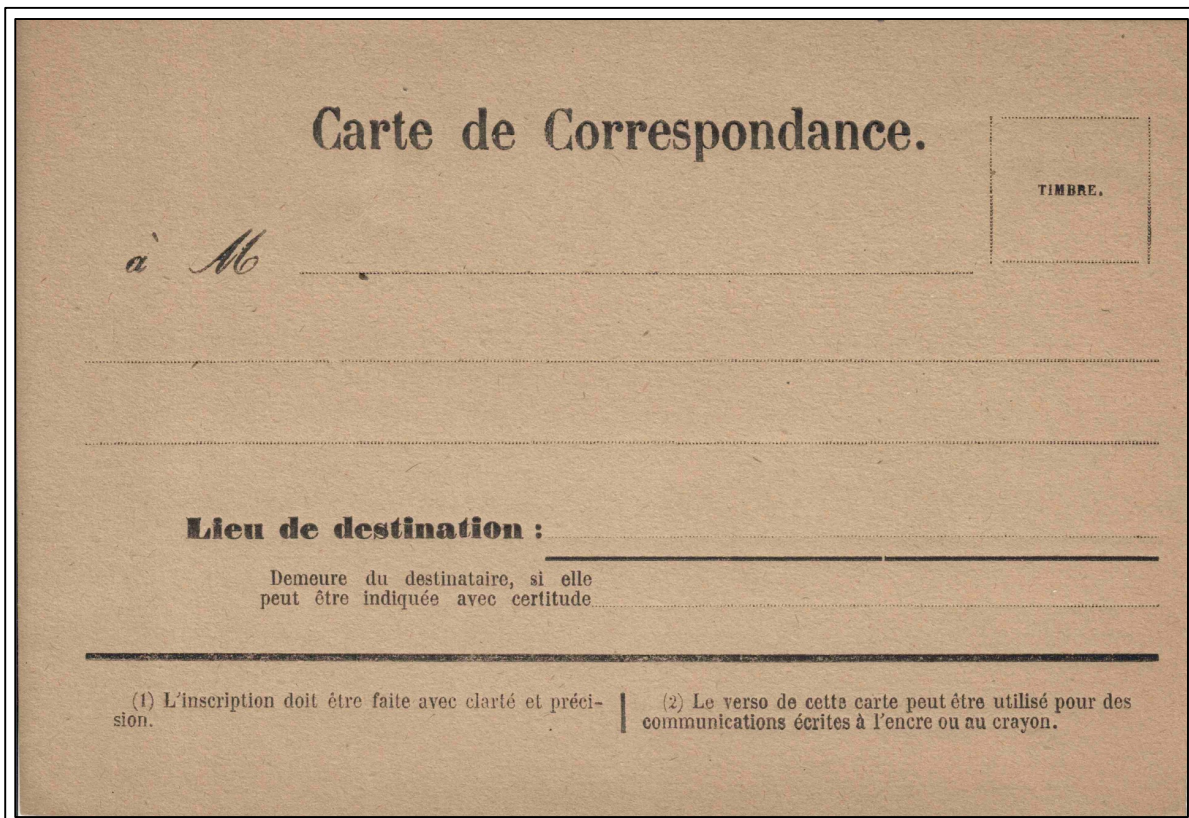 Carte de Correspondance.
TIMBRE.
à M
Lieu de destination :
Demeure du destinataire, si elle
peut être indiquée avec certitude
(1) L'inscription doit être faite avec clarté et préci-
sion.
(2) Le verso de cette carte peut être utilisé pour des
communications écrites à l'encre ou au crayon.